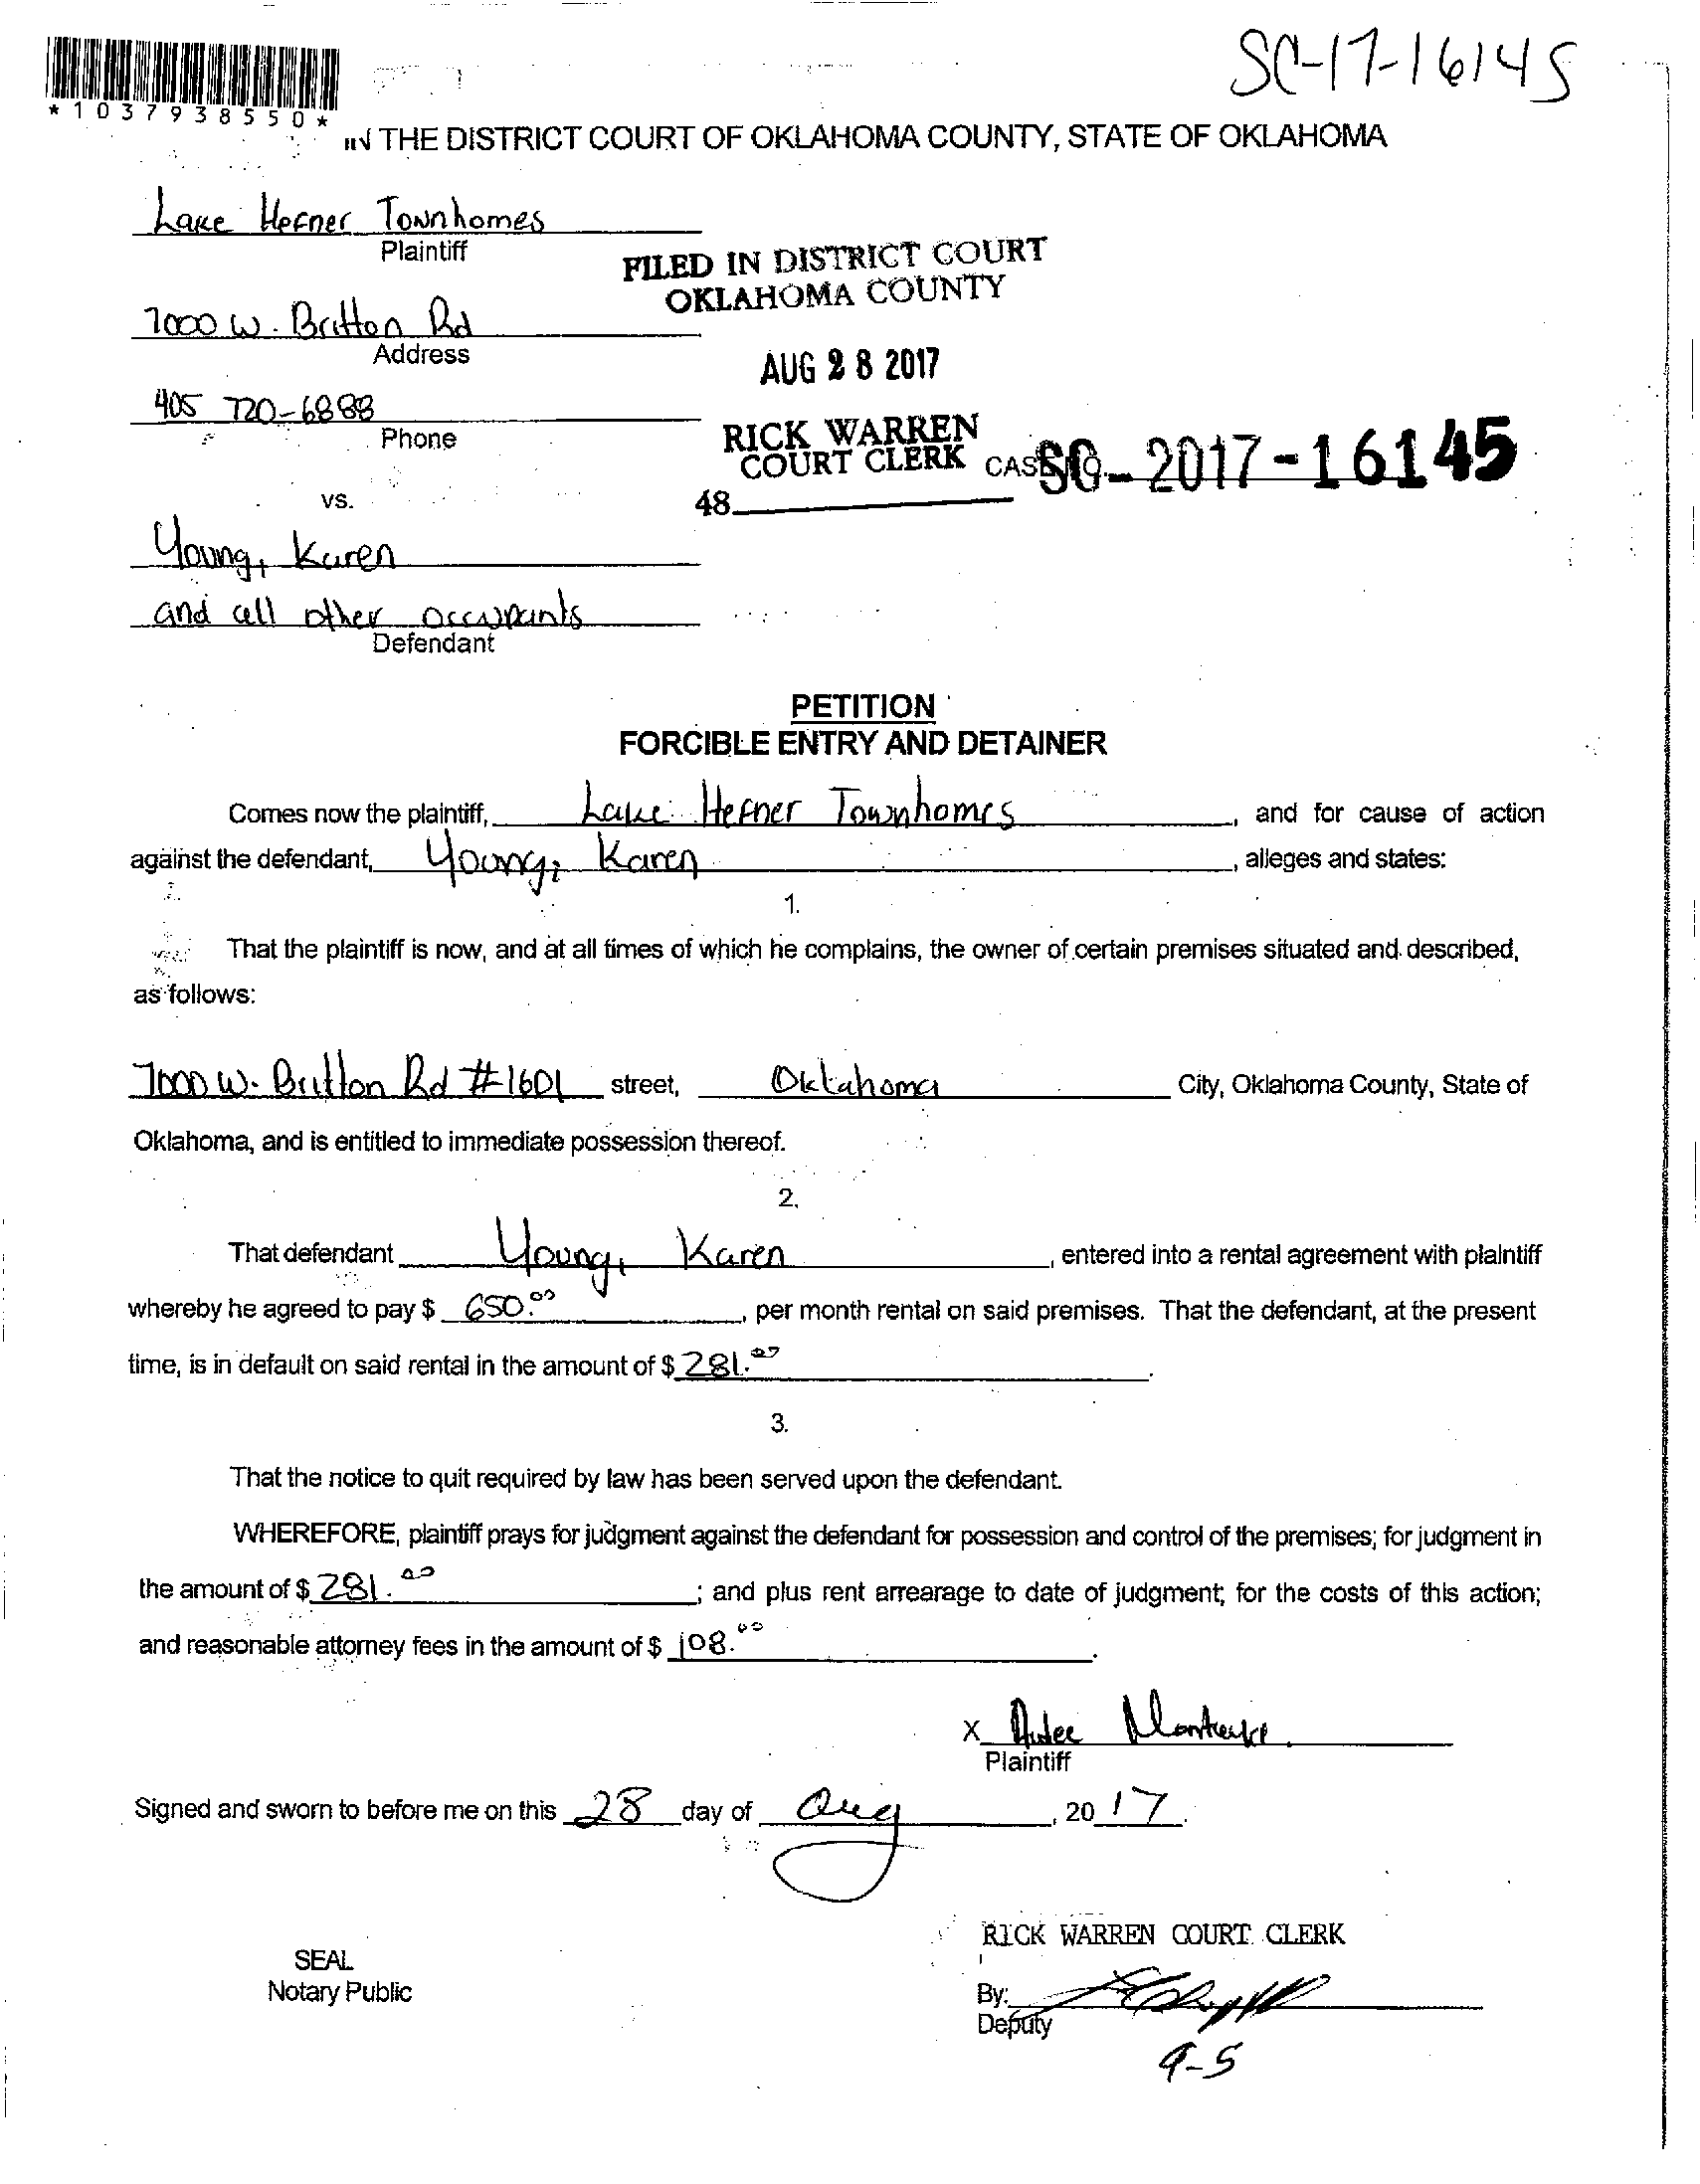 SC-17-16145
*1037938550*
IN THE DISTRICT COURT OF OKLAHOMA COUNTY, STATE OF OKLAHOMA
Lake Hefner Townhomes
Plaintiff
FILED IN DISTRICT COURT
OKLAHOMA COUNTY
7000 W. Britton Rd
Address
AUG 28 2017
405 720-6888
Phone
RICK WARREN
COURT CLERK
CASE NO. SC-2017-16145
48
vs.
Young, Karen
and all other occupants
Defendant
PETITION
FORCIBLE ENTRY AND DETAINER
Comes now the plaintiff, Lake Hefner Townhomes, and for cause of action
against the defendant, Young, Karen, alleges and states:
1.
That the plaintiff is now, and at all times of which he complains, the owner of certain premises situated and described,
as follows:
7000 W. Britton Rd #1601 street, Oklahoma City, Oklahoma County, State of
Oklahoma, and is entitled to immediate possession thereof.
2.
That defendant Young, Karen, entered into a rental agreement with plaintiff
whereby he agreed to pay $ 650.00, per month rental on said premises. That the defendant, at the present
time, is in default on said rental in the amount of $ 281.00.
3.
That the notice to quit required by law has been served upon the defendant.
WHEREFORE, plaintiff prays for judgment against the defendant for possession and control of the premises; for judgment in
the amount of $ 281.00; and plus rent arrearage to date of judgment; for the costs of this action;
and reasonable attorney fees in the amount of $ 108.00.
X
Plaintiff
Signed and sworn to before me on this 28 day of Aug, 2017.
RICK WARREN COURT CLERK
SEAL
Notary Public
By:
Deputy
9-5